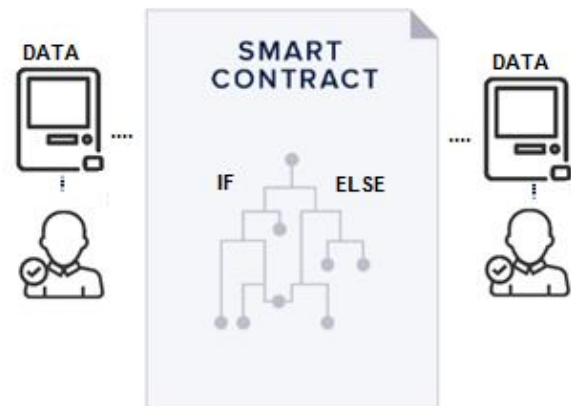 DATA
SMART
CONTRACT
DATA
IF
ELSE